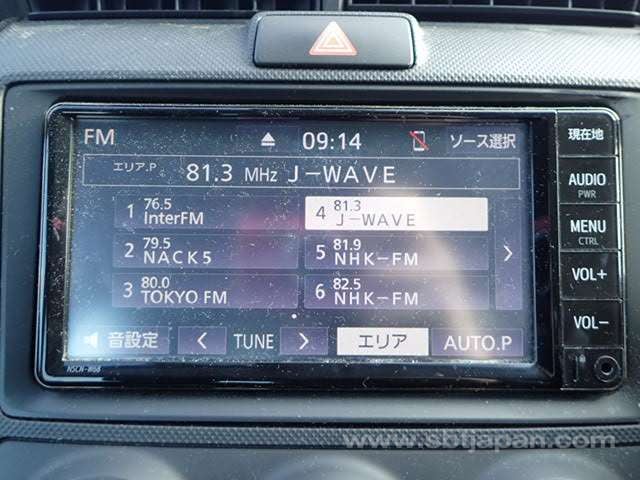 FM 09:14 ソース選択
エリア.P 81.3 MHz J-WAVE
1 76.5 InterFM
2 79.5 NACK5
3 80.0 TOKYO FM
4 81.3 J-WAVE
5 81.9 NHK-FM
6 82.5 NHK-FM
音設定 < TUNE > エリア AUTO.P
現在地
AUDIO
PWR
MENU
CTRL
VOL+
VOL-
NSCN-W68
www.sbtjapan.com